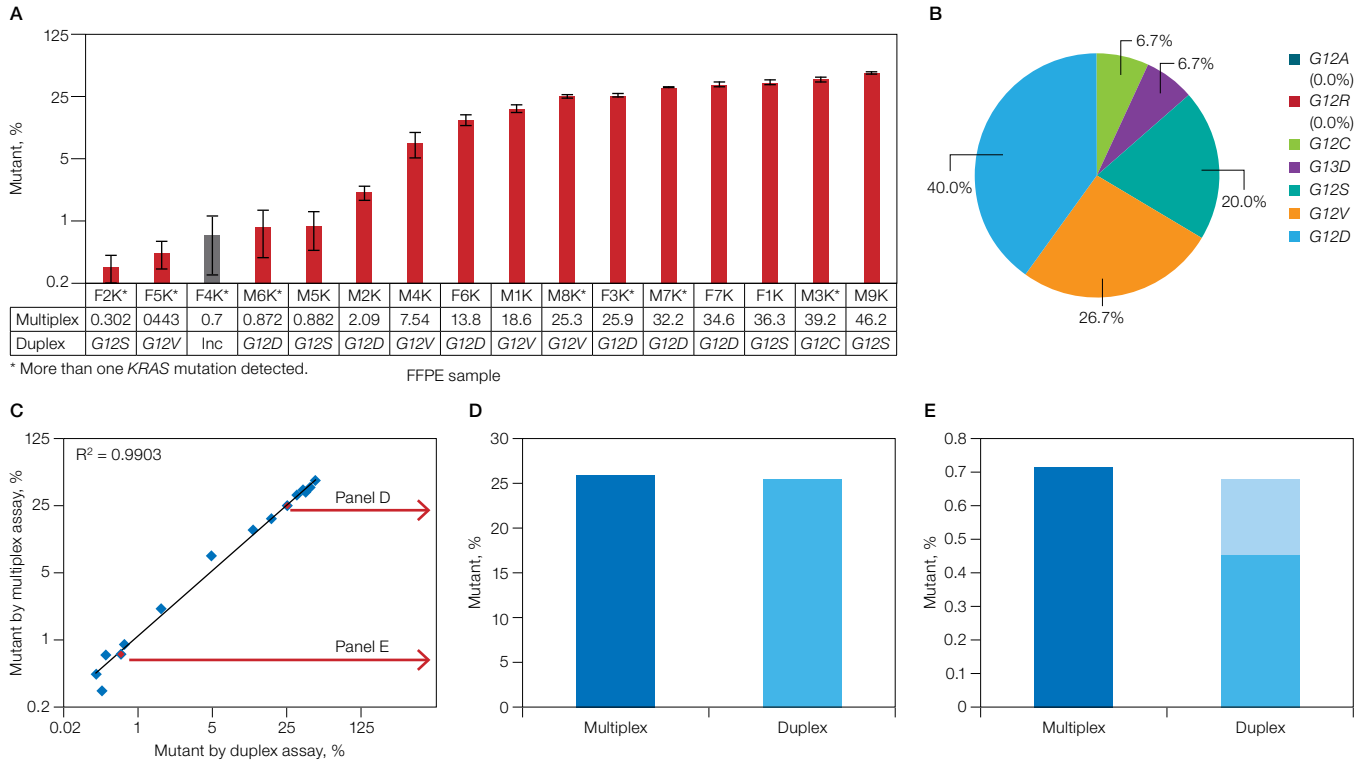 A
125
25
5
1
0.2
Mutant, %
F2K* F5K* F4K* M6K* M5K M2K M4K F6K M1K M8K* F3K* M7K* F7K F1K M3K* M9K
Multiplex 0.302 0443 0.7 0.872 0.882 2.09 7.54 13.8 18.6 25.3 25.9 32.2 34.6 36.3 39.2 46.2
Duplex G12S G12V Inc G12D G12S G12D G12V G12D G12V G12V G12D G12D G12D G12S G12C G12S
* More than one KRAS mutation detected.
FFPE sample
B
6.7%
6.7%
20.0%
26.7%
40.0%
G12A
(0.0%)
G12R
(0.0%)
G12C
G13D
G12S
G12V
G12D
C
125
25
5
1
0.2
Mutant by multiplex assay, %
R² = 0.9903
Panel D
Panel E
0.02 1 5 25 125
Mutant by duplex assay, %
D
30
25
20
15
10
5
0
Mutant, %
Multiplex Duplex
E
0.8
0.7
0.6
0.5
0.4
0.3
0.2
0.1
0
Mutant, %
Multiplex Duplex